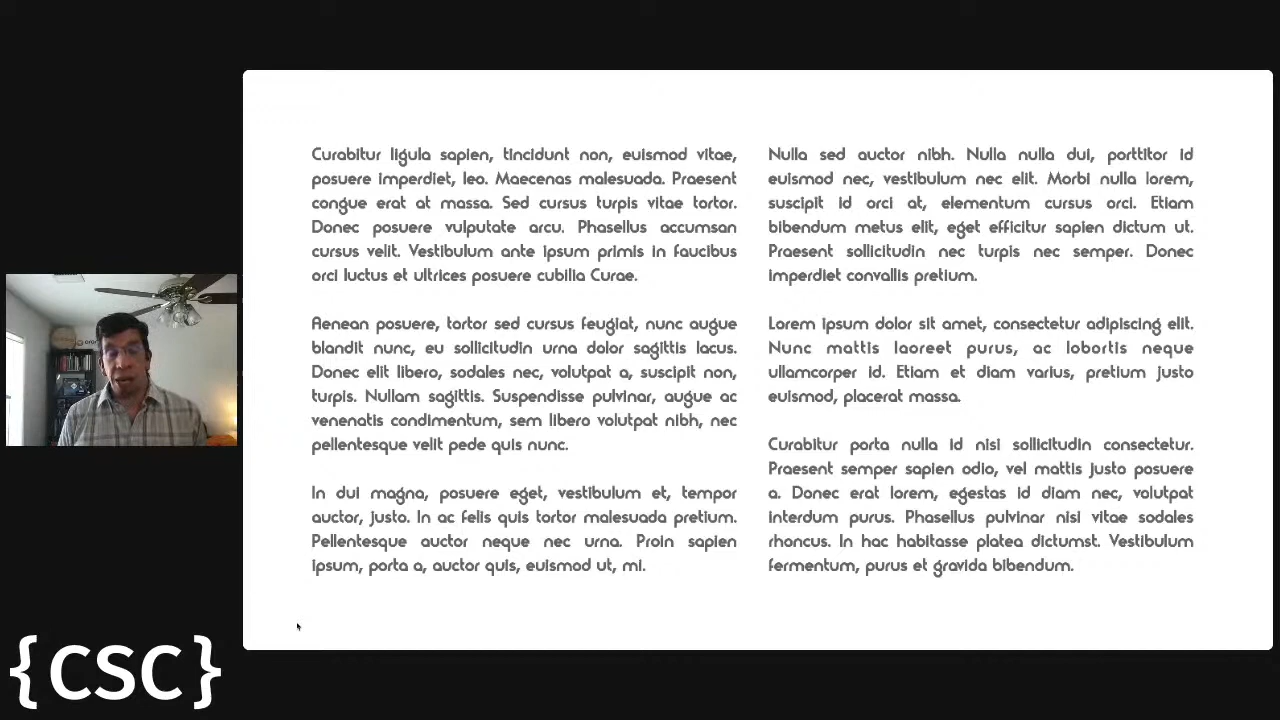 Curabitur ligula sapien, tincidunt non, euismod vitae,
posuere imperdiet, leo. Maecenas malesuada. Praesent
congue erat at massa. Sed cursus turpis vitae tortor.
Donec posuere vulputate arcu. Phasellus accumsan
cursus velit. Vestibulum ante ipsum primis in faucibus
orci luctus et ultrices posuere cubilia Curae.
Aenean posuere, tortor sed cursus feugiat, nunc augue
blandit nunc, eu sollicitudin urna dolor sagittis lacus.
Donec elit libero, sodales nec, volutpat a, suscipit non,
turpis. Nullam sagittis. Suspendisse pulvinar, augue ac
venenatis condimentum, sem libero volutpat nibh, nec
pellentesque velit pede quis nunc.
In dui magna, posuere eget, vestibulum et, tempor
auctor, justo. In ac felis quis tortor malesuada pretium.
Pellentesque auctor neque nec urna. Proin sapien
ipsum, porta a, auctor quis, euismod ut, mi.
Nulla sed auctor nibh. Nulla nulla dui, porttitor id
euismod nec, vestibulum nec elit. Morbi nulla lorem,
suscipit id orci at, elementum cursus orci. Etiam
bibendum metus elit, eget efficitur sapien dictum ut.
Praesent sollicitudin nec turpis nec semper. Donec
imperdiet convallis pretium.
Lorem ipsum dolor sit amet, consectetur adipiscing elit.
Nunc mattis laoreet purus, ac lobortis neque
ullamcorper id. Etiam et diam varius, pretium justo
euismod, placerat massa.
Curabitur porta nulla id nisi sollicitudin consectetur.
Praesent semper sapien odio, vel mattis justo posuere
a. Donec erat lorem, egestas id diam nec, volutpat
interdum purus. Phasellus pulvinar nisi vitae sodales
rhoncus. In hac habitasse platea dictumst. Vestibulum
fermentum, purus et gravida bibendum.
{CSC}